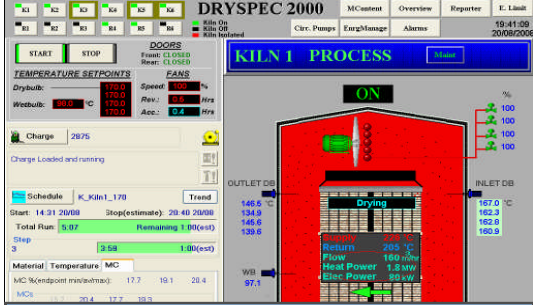 K1 K2 K3 K4 K5 K6
DRYSPEC 2000
MContent Overview Reporter E. Limit
R1 R2 R3 R4 R5 R6
Kiln On
Kiln Off
Kiln Isolated
Circ. Pumps EnrgManage Alarms
19:41:09
20/08/2008
START STOP
DOORS
Front: CLOSED
Rear: CLOSED
KILN 1 PROCESS
Maint
TEMPERATURE SETPOINTS
FANS
Drybulb: 170.0
170.0
170.0
170.0
Wetbulb: 98.0 °C
Speed: 100 %
Rev.: 0.6 Hrs
Acc.: 0.4 Hrs
ON
%
100
100
100
100
Charge 2875
Charge Loaded and running
Schedule K_Kiln1_170 Trend
Start: 14:31 20/08 Stop(estimate): 20:40 20/08
Total Run: 5:07 Remaining 1:00(est)
Step
3 3:59 1:00(est)
Material Temperature MC
MC %(endpoint min/av/max): 17.7 19.1 20.4
MCs
20.4 17.7 19.3
OUTLET DB
146.5 °C
134.9
145.6
139.6
WB
97.1
INLET DB
167.0 °C
162.3
162.8
160.9
Drying
Supply °C
Return 205 °C
Flow 160 m³/hr
Heat Power 1.8 MW
Elec Power 80 kW